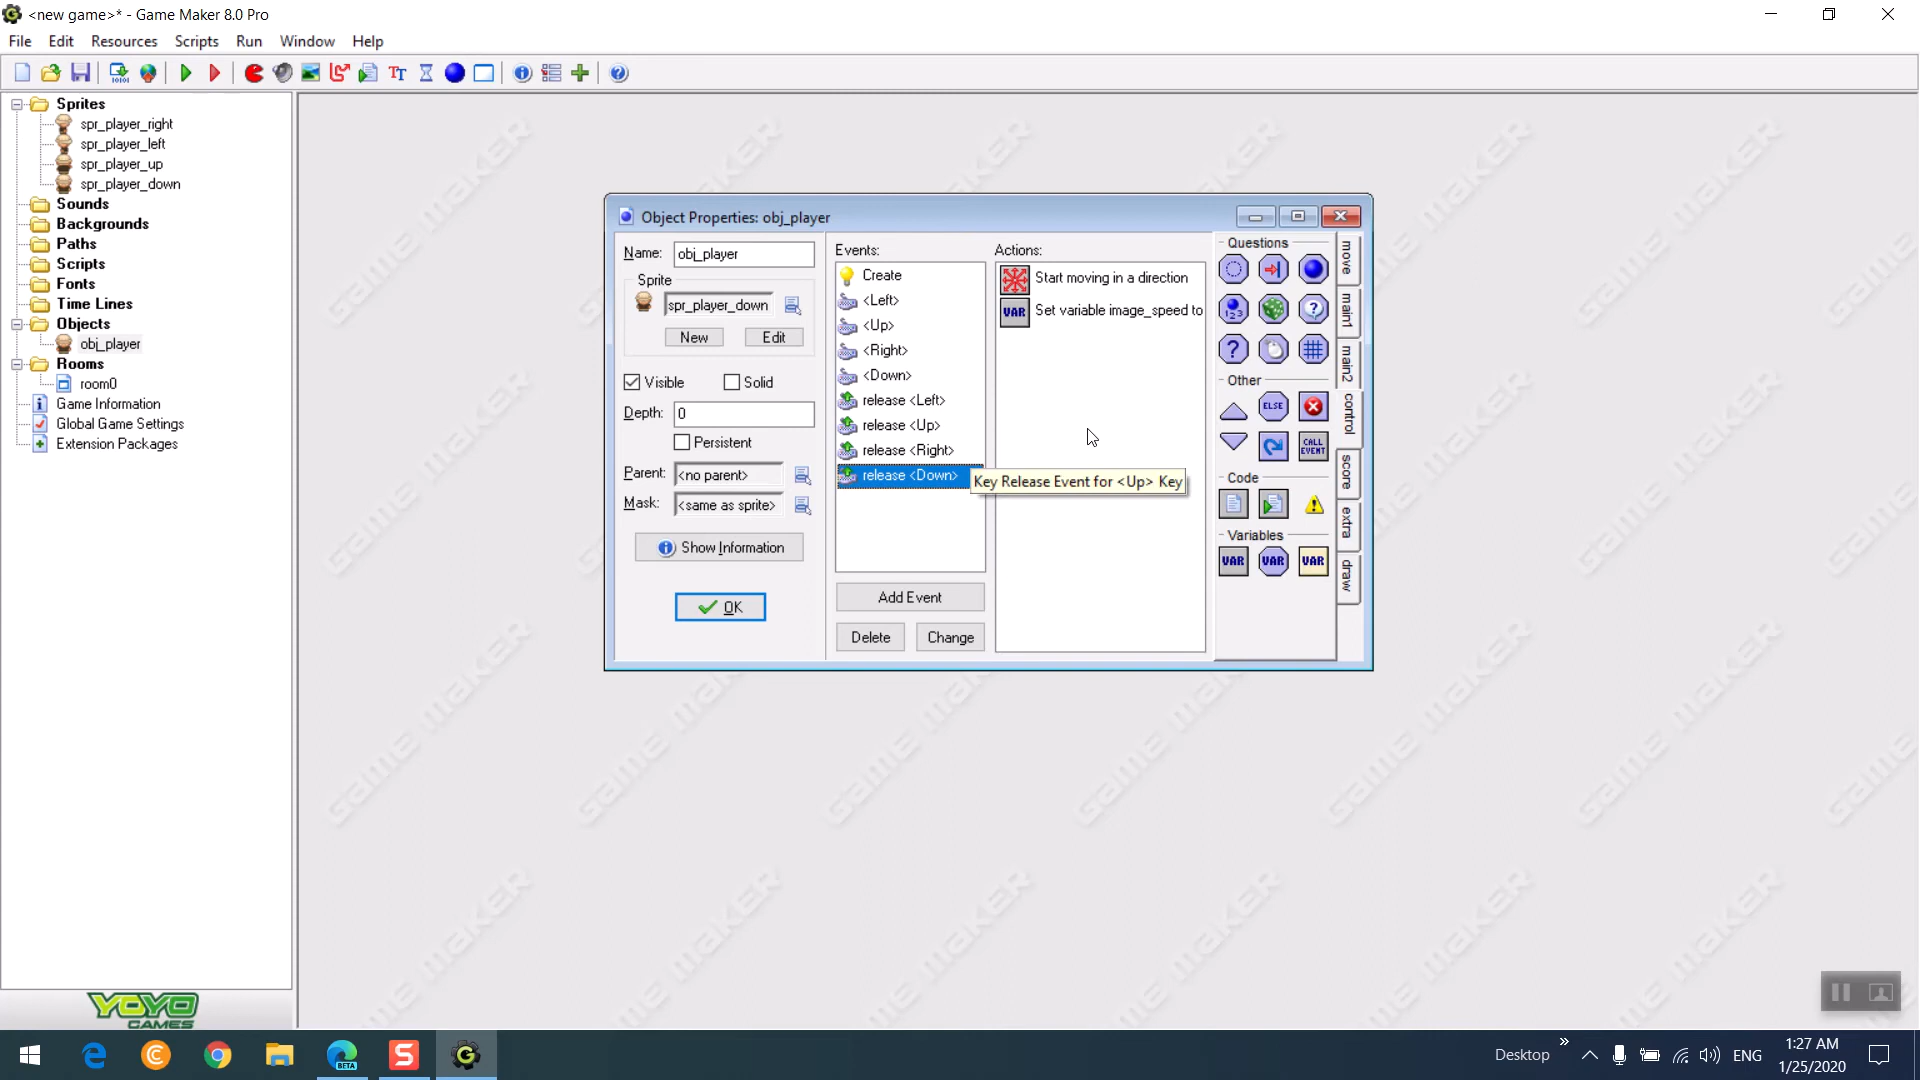 <new game>* - Game Maker 8.0 Pro
File Edit Resources Scripts Run Window Help
Sprites
spr_player_right
spr_player_left
spr_player_up
spr_player_down
Sounds
Backgrounds
Paths
Scripts
Fonts
Time Lines
Objects
obj_player
Rooms
room0
Game Information
Global Game Settings
Extension Packages
YOYO
GAMES
Object Properties: obj_player
Name: obj_player
Sprite
spr_player_down
New Edit
Visible Solid
Depth: 0
Persistent
Parent: <no parent>
Mask: <same as sprite>
Show Information
OK
Events:
Create
<Left>
<Up>
<Right>
<Down>
release <Left>
release <Up>
release <Right>
release <Down>
Key Release Event for <Up> Key
Add Event
Delete Change
Actions:
Start moving in a direction
VAR Set variable image_speed to
Questions
Other
ELSE
CALL EVENT
Code
Variables
VAR VAR VAR
move
main1
main2
control
score
extra
draw
GAME MAKER
BETA
Desktop
ENG
1:27 AM
1/25/2020